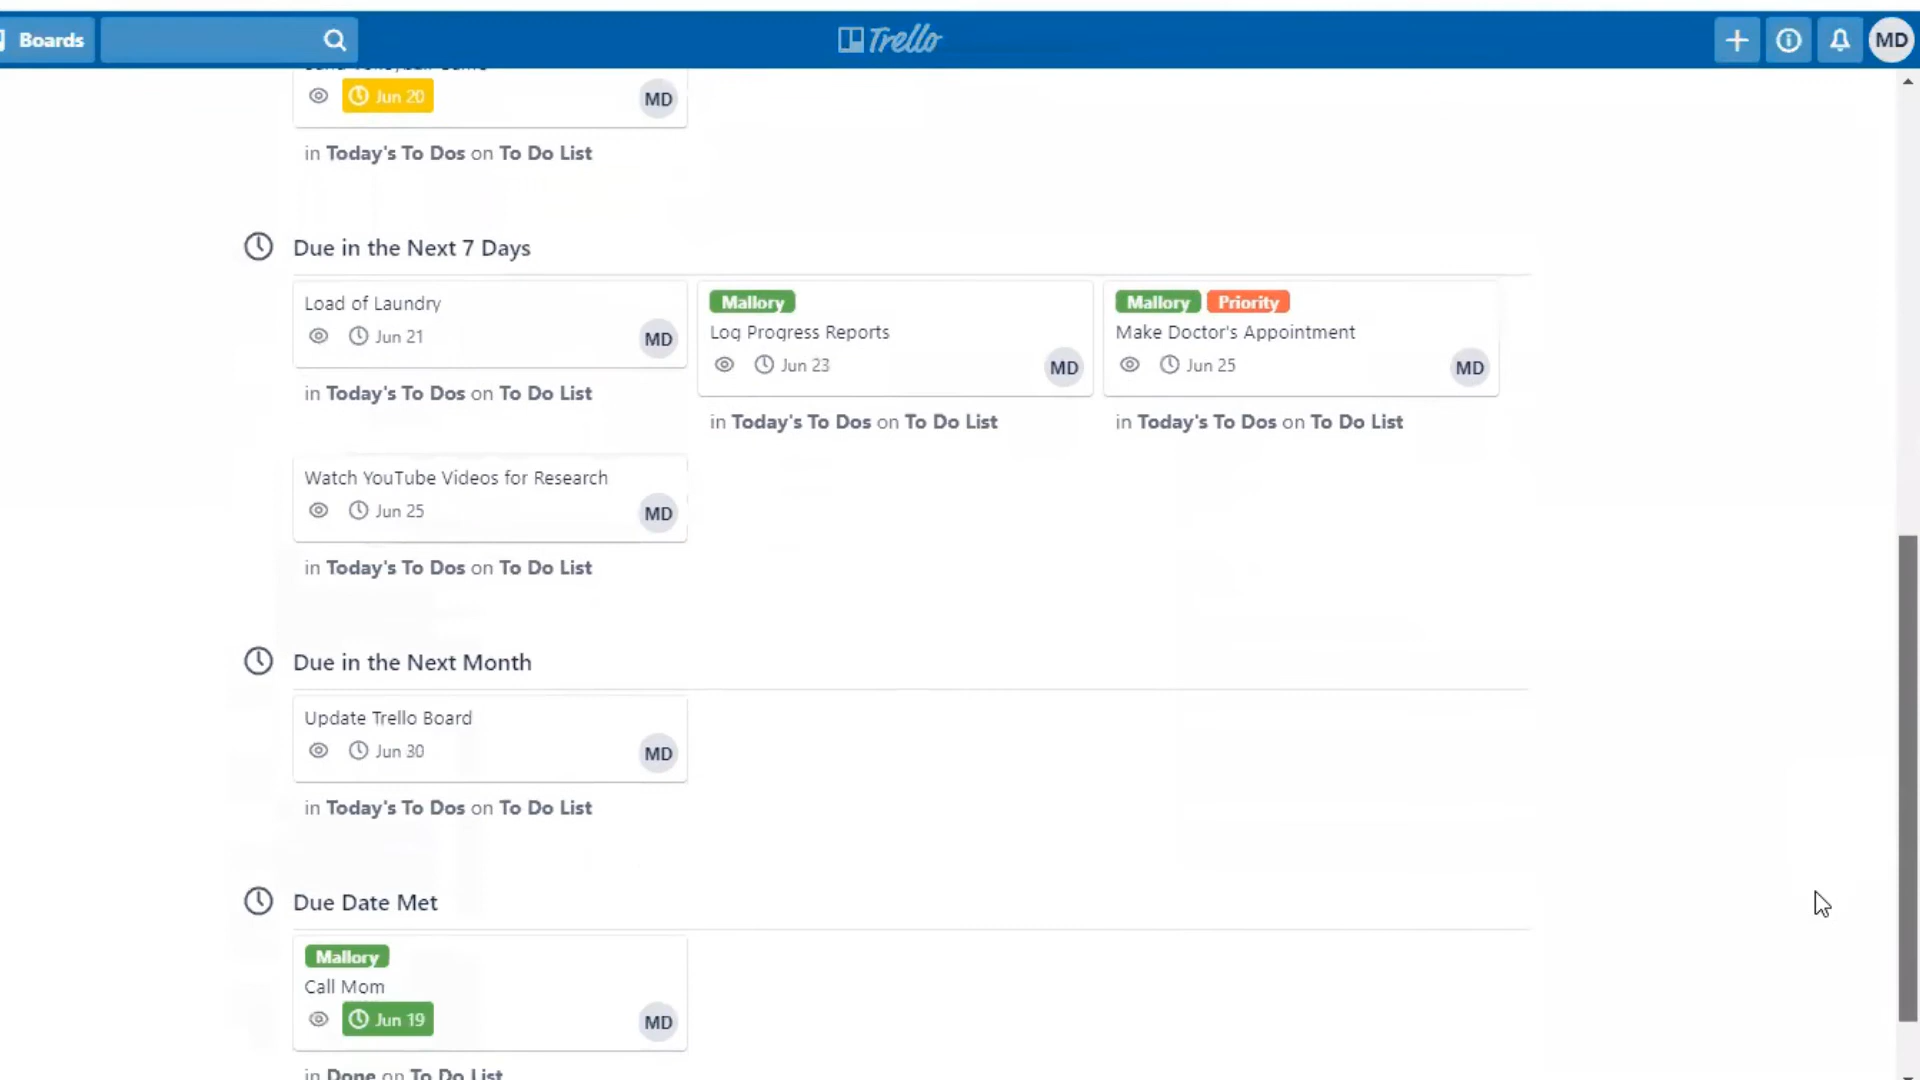 Boards
Trello
MD
Jun 20
MD
in Today's To Dos on To Do List
Due in the Next 7 Days
Load of Laundry
Jun 21
MD
in Today's To Dos on To Do List
Mallory
Log Progress Reports
Jun 23
MD
in Today's To Dos on To Do List
Mallory Priority
Make Doctor's Appointment
Jun 25
MD
in Today's To Dos on To Do List
Watch YouTube Videos for Research
Jun 25
MD
in Today's To Dos on To Do List
Due in the Next Month
Update Trello Board
Jun 30
MD
in Today's To Dos on To Do List
Due Date Met
Mallory
Call Mom
Jun 19
MD
in Done on To Do List